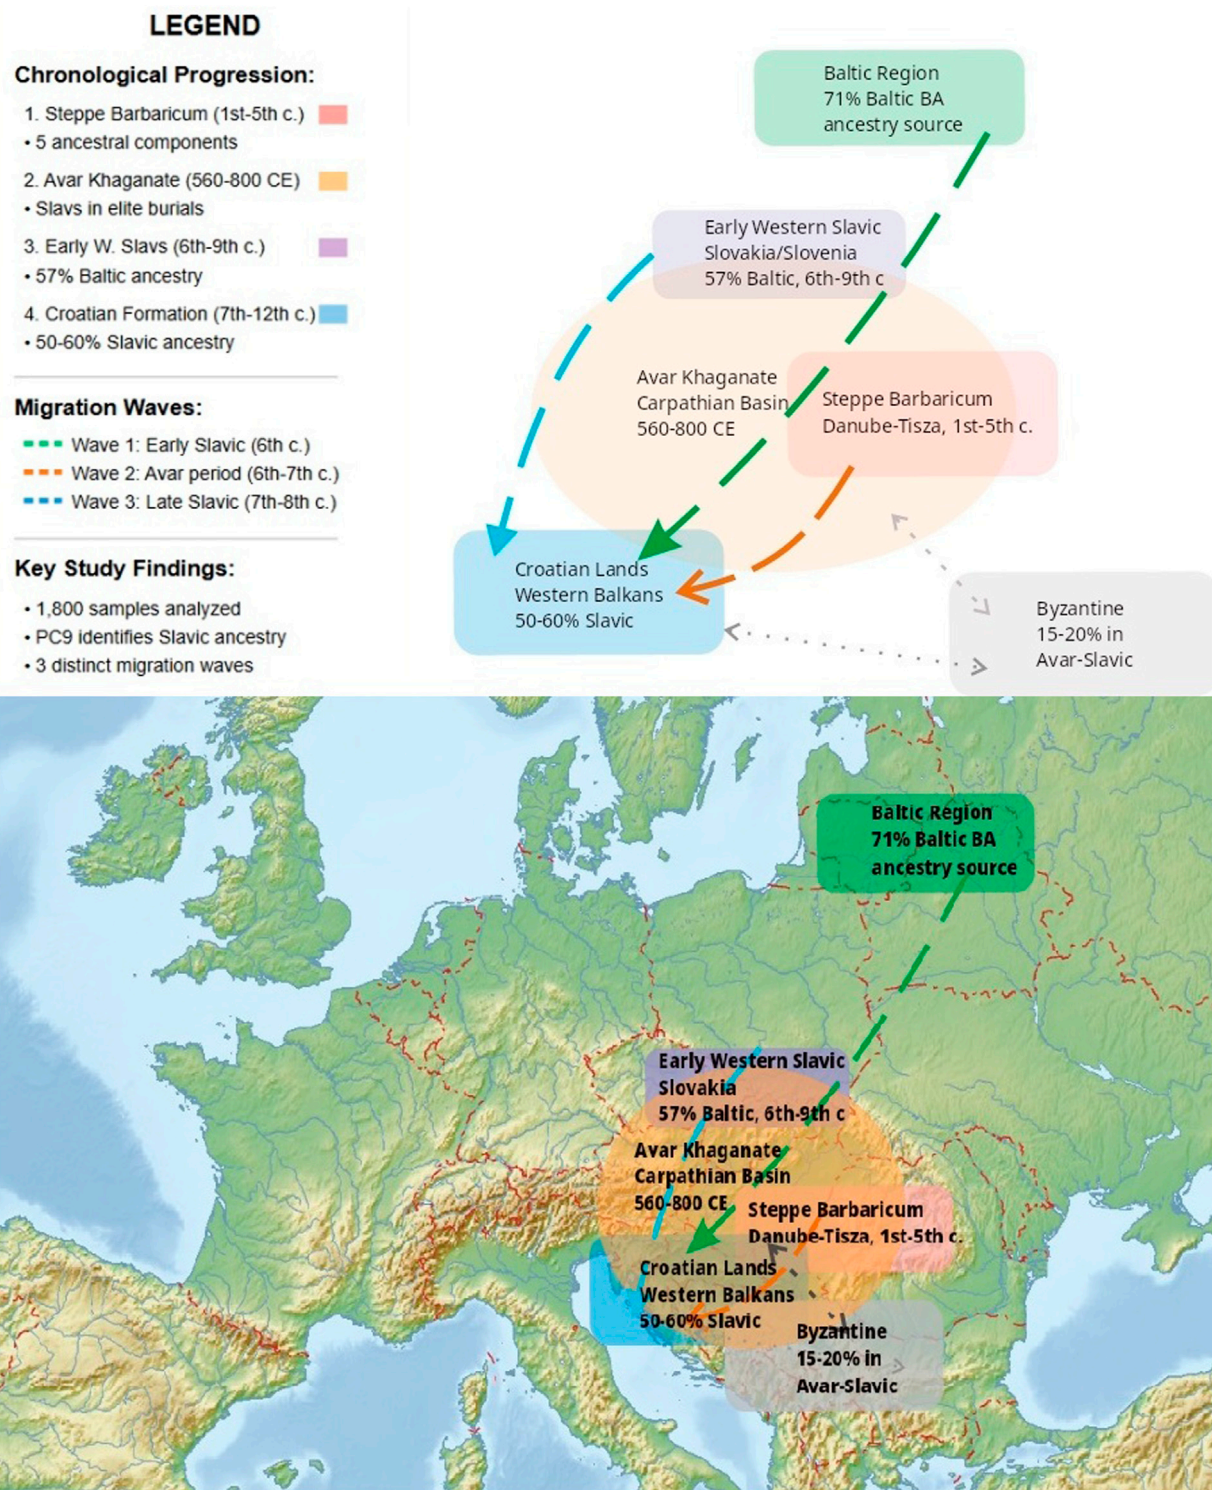 LEGEND
Chronological Progression:
1. Steppe Barbaricum (1st-5th c.)
• 5 ancestral components
2. Avar Khaganate (560-800 CE)
• Slavs in elite burials
3. Early W. Slavs (6th-9th c.)
• 57% Baltic ancestry
4. Croatian Formation (7th-12th c.)
• 50-60% Slavic ancestry
Migration Waves:
Wave 1: Early Slavic (6th c.)
Wave 2: Avar period (6th-7th c.)
Wave 3: Late Slavic (7th-8th c.)
Key Study Findings:
• 1,800 samples analyzed
• PC9 identifies Slavic ancestry
• 3 distinct migration waves
Baltic Region
71% Baltic BA
ancestry source
Early Western Slavic
Slovakia/Slovenia
57% Baltic, 6th-9th c
Avar Khaganate
Carpathian Basin
560-800 CE
Steppe Barbaricum
Danube-Tisza, 1st-5th c.
Croatian Lands
Western Balkans
50-60% Slavic
Byzantine
15-20% in
Avar-Slavic
Baltic Region
71% Baltic BA
ancestry source
Early Western Slavic
Slovakia
57% Baltic, 6th-9th c
Avar Khaganate
Carpathian Basin
560-800 CE
Steppe Barbaricum
Danube-Tisza, 1st-5th c.
Croatian Lands
Western Balkans
50-60% Slavic
Byzantine
15-20% in
Avar-Slavic